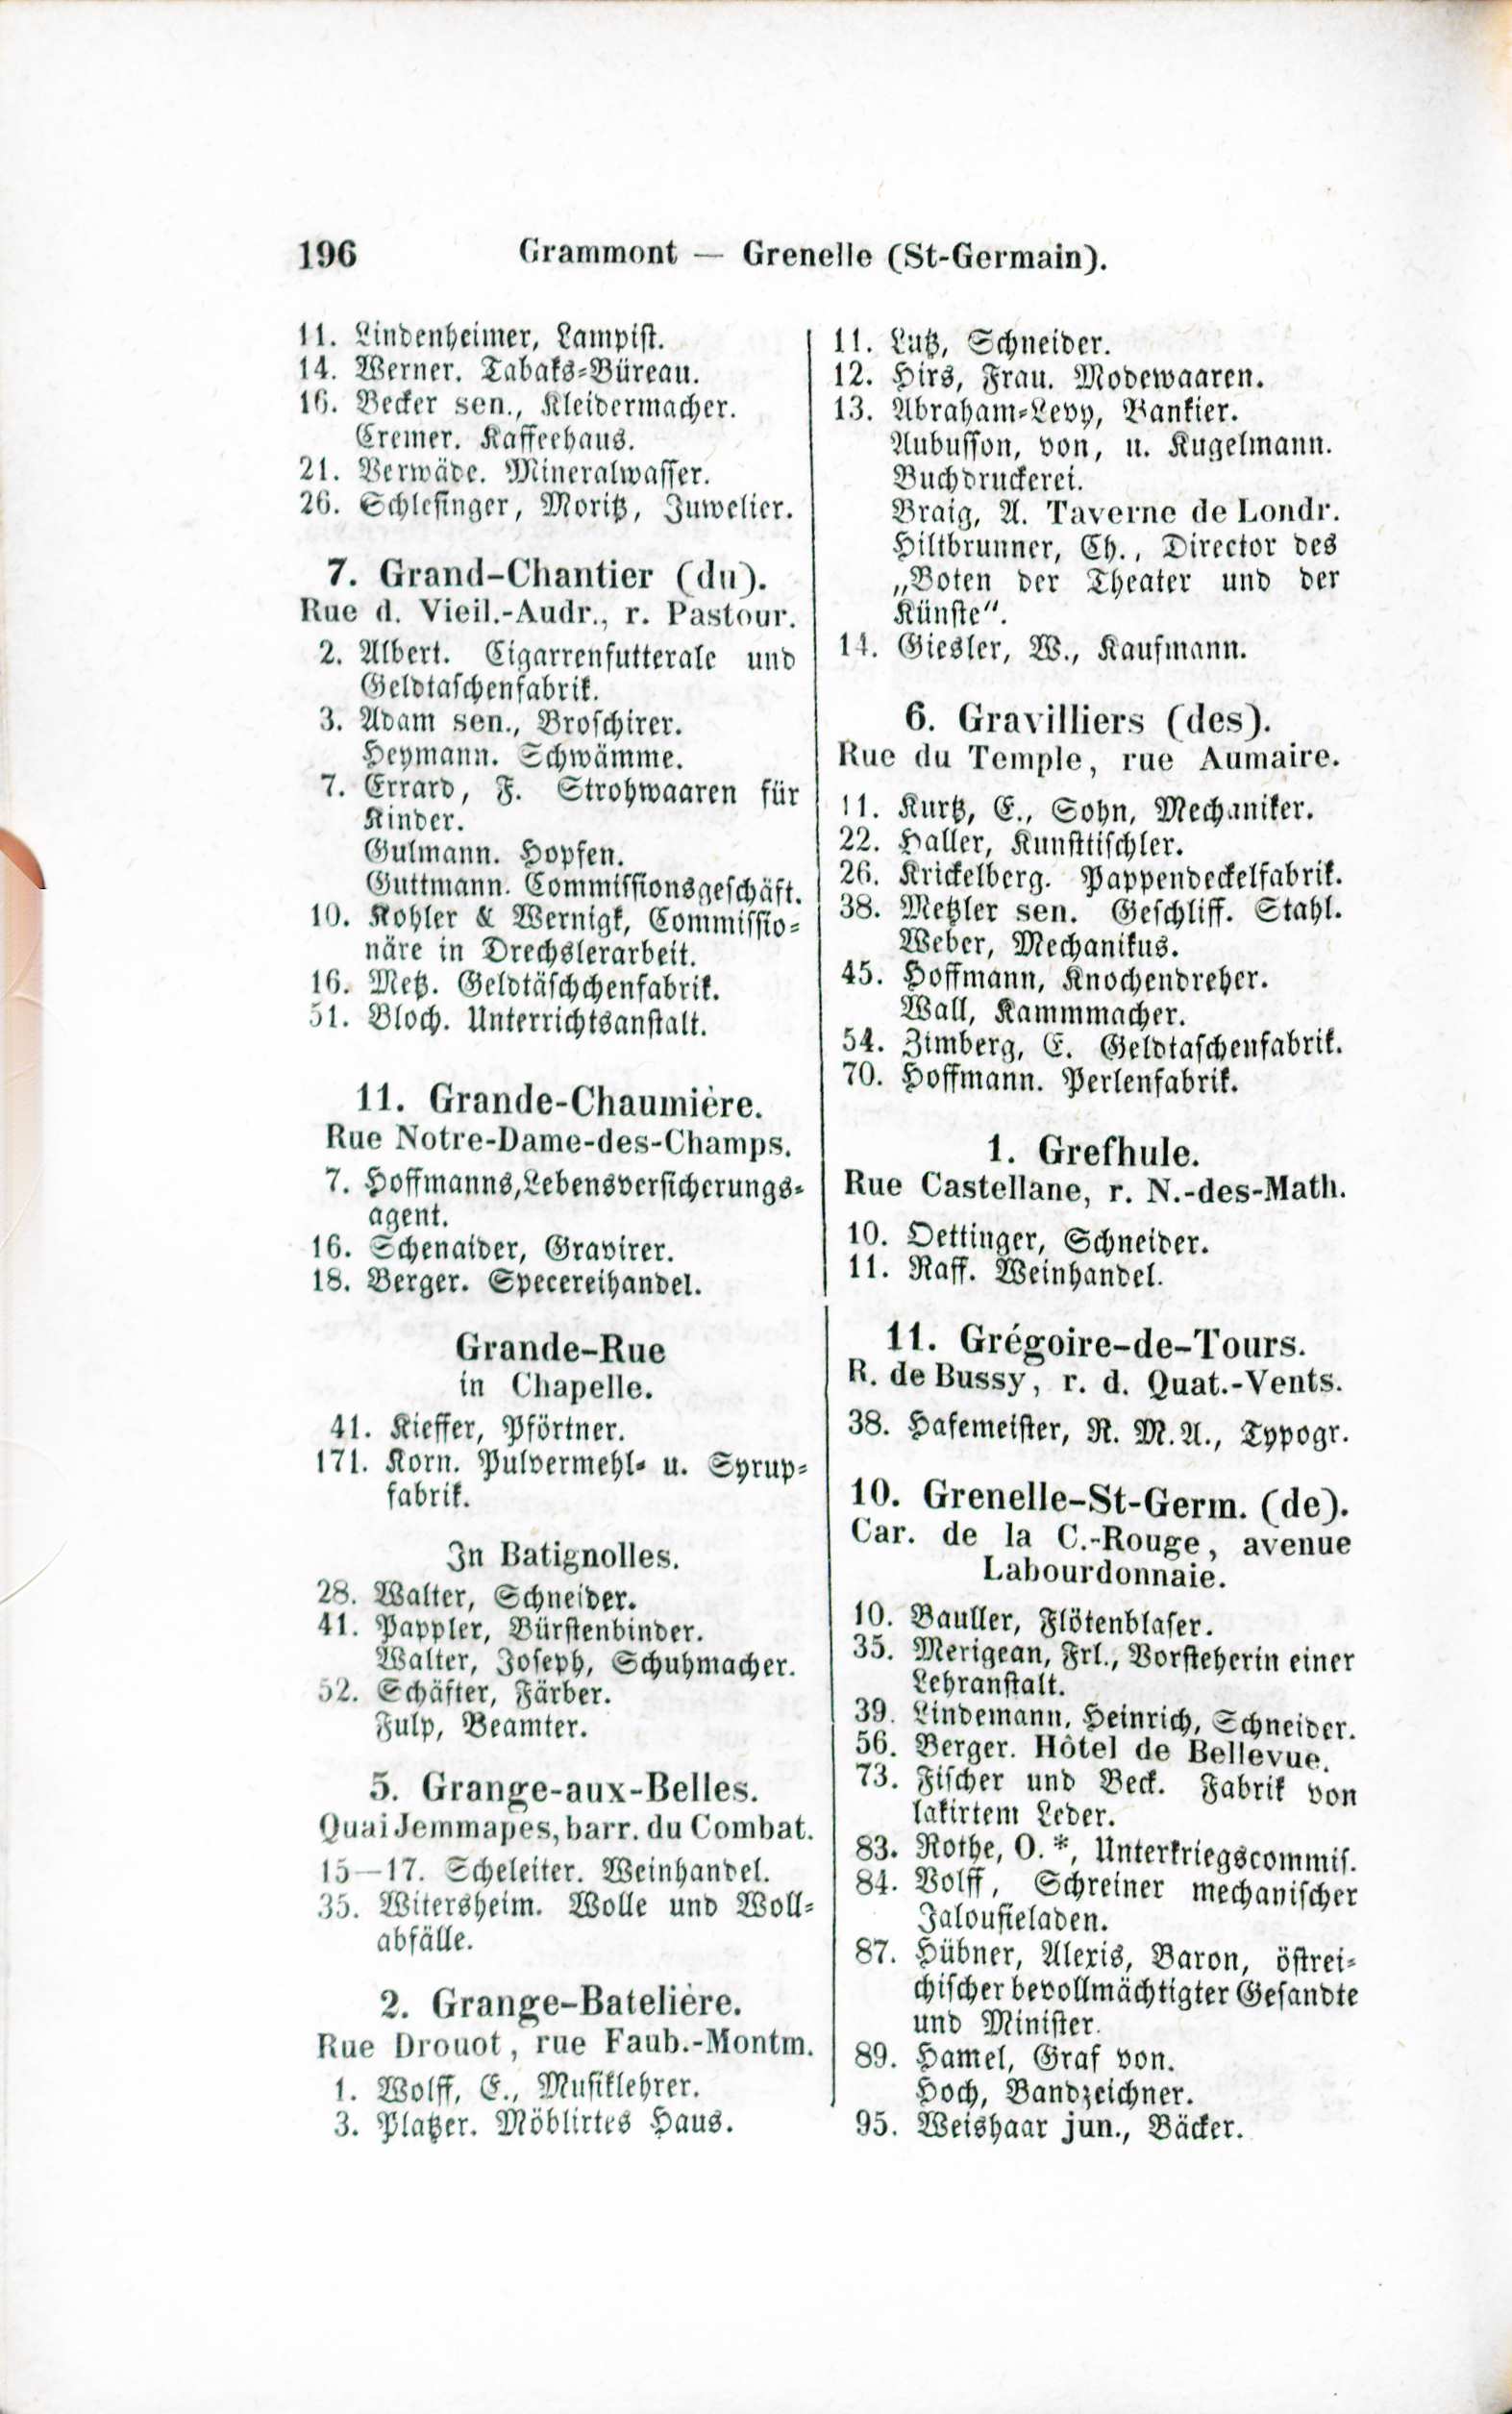 196 Grammont — Grenelle (St-Germain).
11. Lindenheimer, Lampist.
14. Werner. Tabaks-Büreau.
16. Becker sen., Kleidermacher.
Cremer. Kaffeehaus.
21. Verwäde. Mineralwasser.
26. Schlesinger, Moritz, Juwelier.
7. Grand-Chantier (du).
Rue d. Vieil.-Audr., r. Pastour.
2. Albert. Cigarrenfutterale und
Geldtaschenfabrik.
3. Adam sen., Broschirer.
Heymann. Schwämme.
7. Errard, F. Strohwaaren für
Kinder.
Gulmann. Hopfen.
Guttmann. Commissionsgeschäft.
10. Kohler & Wernigk, Commissio-
näre in Drechslerarbeit.
16. Metz. Geldtäschchenfabrik.
51. Bloch. Unterrichtsanstalt.
11. Grande-Chaumière.
Rue Notre-Dame-des-Champs.
7. Hoffmanns, Lebensversicherungs-
agent.
16. Schenaider, Gravirer.
18. Berger. Specereihandel.
Grande-Rue
in Chapelle.
41. Kieffer, Pförtner.
171. Korn. Pulvermehl- u. Syrup-
fabrik.
In Batignolles.
28. Walter, Schneider.
41. Pappler, Bürstenbinder.
Walter, Joseph, Schuhmacher.
52. Schäfter, Färber.
Fulp, Beamter.
5. Grange-aux-Belles.
Quai Jemmapes, barr. du Combat.
15—17. Scheleiter. Weinhandel.
35. Witersheim. Wolle und Woll-
abfälle.
2. Grange-Batelière.
Rue Drouot, rue Faub.-Montm.
1. Wolff, E., Musiklehrer.
3. Platzer. Möblirtes Haus.
11. Lutz, Schneider.
12. Hirs, Frau. Modewaaren.
13. Abraham-Levy, Bankier.
Aubusson, von, u. Kugelmann.
Buchdruckerei.
Braig, A. Taverne de Londr.
Hiltbrunner, Ch., Director des
„Boten der Theater und der
Künste“.
14. Giesler, W., Kaufmann.
6. Gravilliers (des).
Rue du Temple, rue Aumaire.
11. Kurtz, E., Sohn, Mechaniker.
22. Haller, Kunsttischler.
26. Krickelberg. Pappendeckelfabrik.
38. Metzler sen. Geschliff. Stahl.
Weber, Mechanikus.
45. Hoffmann, Knochendreher.
Wall, Kammmacher.
54. Zimberg, E. Geldtaschenfabrik.
70. Hoffmann. Perlenfabrik.
1. Grefhule.
Rue Castellane, r. N.-des-Math.
10. Oettinger, Schneider.
11. Raff. Weinhandel.
11. Grégoire-de-Tours.
R. de Bussy, r. d. Quat.-Vents.
38. Hafemeister, R. M. A., Typogr.
10. Grenelle-St-Germ. (de).
Car. de la C.-Rouge, avenue
Labourdonnaie.
10. Bauller, Flötenblaser.
35. Merigean, Frl., Vorsteherin einer
Lehranstalt.
39. Lindemann, Heinrich, Schneider.
56. Berger. Hôtel de Bellevue.
73. Fischer und Beck. Fabrik von
lakirtem Leder.
83. Rothe, O. *, Unterkriegscommis.
84. Volff, Schreiner mechanischer
Jalousieladen.
87. Hübner, Alexis, Baron, östrei-
chischer bevollmächtigter Gesandte
und Minister.
89. Hamel, Graf von.
Hoch, Bandzeichner.
95. Weishaar jun., Bäcker.